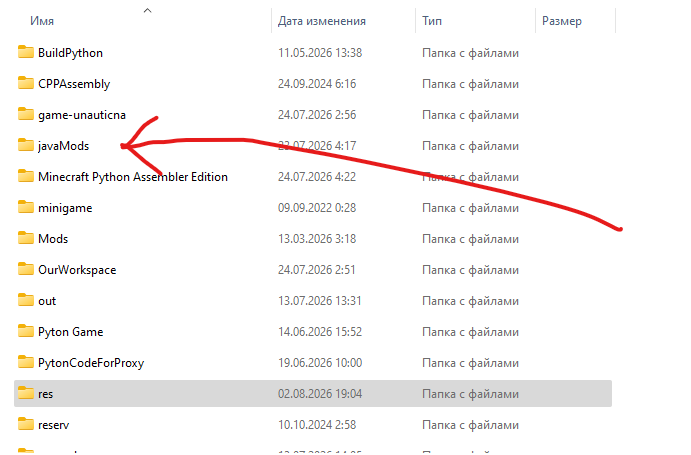 Имя Дата изменения Тип Размер
BuildPython 11.05.2026 13:38 Папка с файлами
CPPAssembly 24.09.2024 6:16 Папка с файлами
game-unauticna 24.07.2026 2:56 Папка с файлами
javaMods 23.07.2026 4:17 Папка с файлами
Minecraft Python Assembler Edition 24.07.2026 4:22 Папка с файлами
minigame 09.09.2022 0:28 Папка с файлами
Mods 13.03.2026 3:18 Папка с файлами
OurWorkspace 24.07.2026 2:51 Папка с файлами
out 13.07.2026 13:31 Папка с файлами
Pyton Game 14.06.2026 15:52 Папка с файлами
PytonCodeForProxy 19.06.2026 10:00 Папка с файлами
res 02.08.2026 19:04 Папка с файлами
reserv 10.10.2024 2:58 Папка с файлами